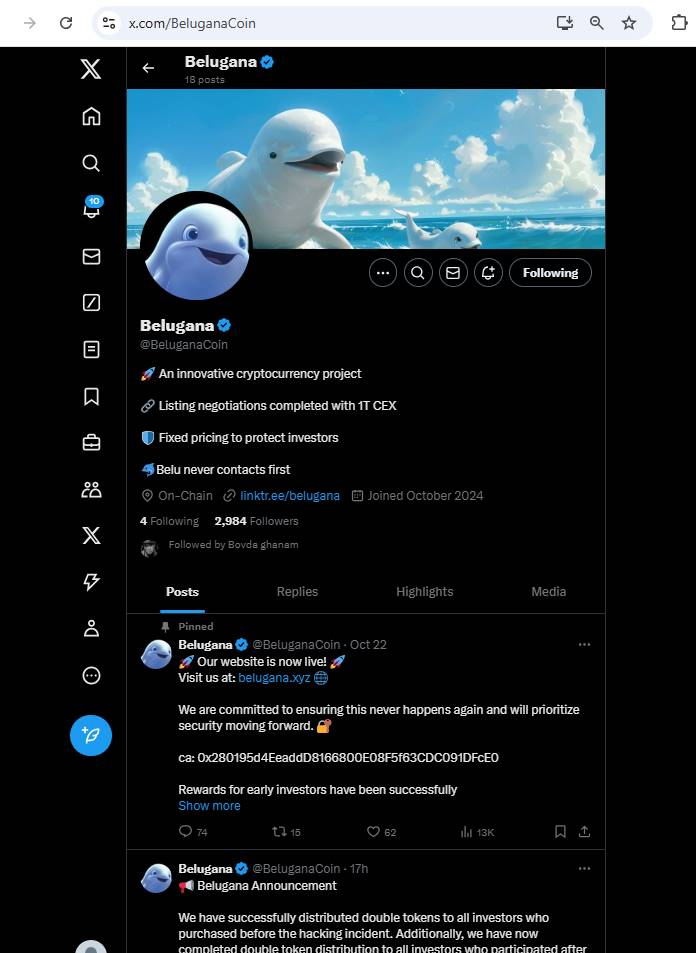 x.com/BeluganaCoin
Belugana
18 posts
10
Following
Belugana
@BeluganaCoin
🚀 An innovative cryptocurrency project
🔗 Listing negotiations completed with 1T CEX
🛡️ Fixed pricing to protect investors
🐬Belu never contacts first
On-Chain linktr.ee/belugana Joined October 2024
4 Following 2,984 Followers
Followed by Bovda ghanam
Posts Replies Highlights Media
Pinned
Belugana @BeluganaCoin · Oct 22
🚀 Our website is now live! 🚀
Visit us at: belugana.xyz 🌐
We are committed to ensuring this never happens again and will prioritize
security moving forward. 🔐
ca: 0x280195d4EeaddD8166800E08F5f63CDC091DFcE0
Rewards for early investors have been successfully
Show more
74 15 62 13K
Belugana @BeluganaCoin · 17h
📢 Belugana Announcement
We have successfully distributed double tokens to all investors who
purchased before the hacking incident. Additionally, we have now
completed double token distribution to all investors who participated after